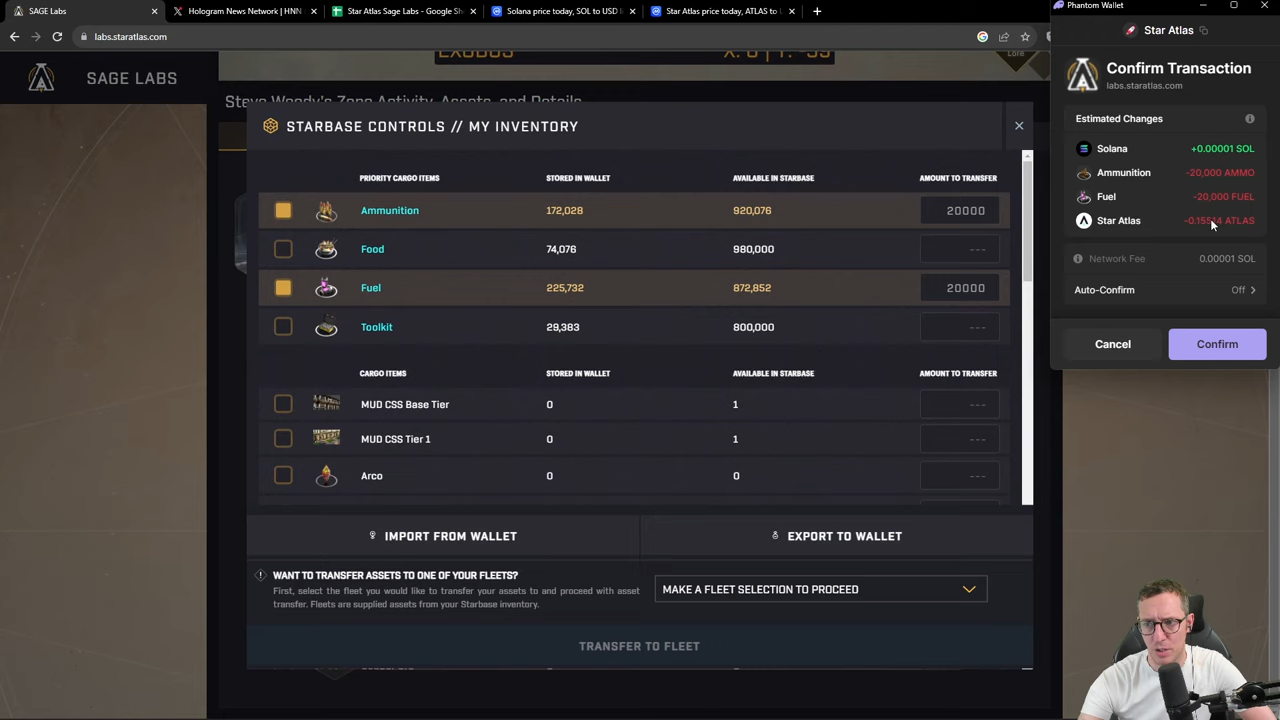 SAGE Labs
Hologram News Network | HNN
Star Atlas Sage Labs - Google Sh
Solana price today, SOL to USD l
Star Atlas price today, ATLAS to U
labs.staratlas.com
SAGE LABS
Lore
STARBASE CONTROLS // MY INVENTORY
PRIORITY CARGO ITEMS STORED IN WALLET AVAILABLE IN STARBASE AMOUNT TO TRANSFER
Ammunition 172,028 920,076 20000
Food 74,076 980,000 ---
Fuel 225,732 872,852 20000
Toolkit 29,383 800,000 ---
CARGO ITEMS STORED IN WALLET AVAILABLE IN STARBASE AMOUNT TO TRANSFER
MUD CSS Base Tier 0 1 ---
MUD CSS Tier 1 0 1 ---
Arco 0 0 ---
IMPORT FROM WALLET EXPORT TO WALLET
WANT TO TRANSFER ASSETS TO ONE OF YOUR FLEETS?
First, select the fleet you would like to transfer your assets to and proceed with asset
transfer. Fleets are supplied assets from your Starbase inventory.
MAKE A FLEET SELECTION TO PROCEED
TRANSFER TO FLEET
Phantom Wallet
Star Atlas
Confirm Transaction
labs.staratlas.com
Estimated Changes
Solana +0.00001 SOL
Ammunition -20,000 AMMO
Fuel -20,000 FUEL
Star Atlas ATLAS
Network Fee 0.00001 SOL
Auto-Confirm Off
Cancel Confirm